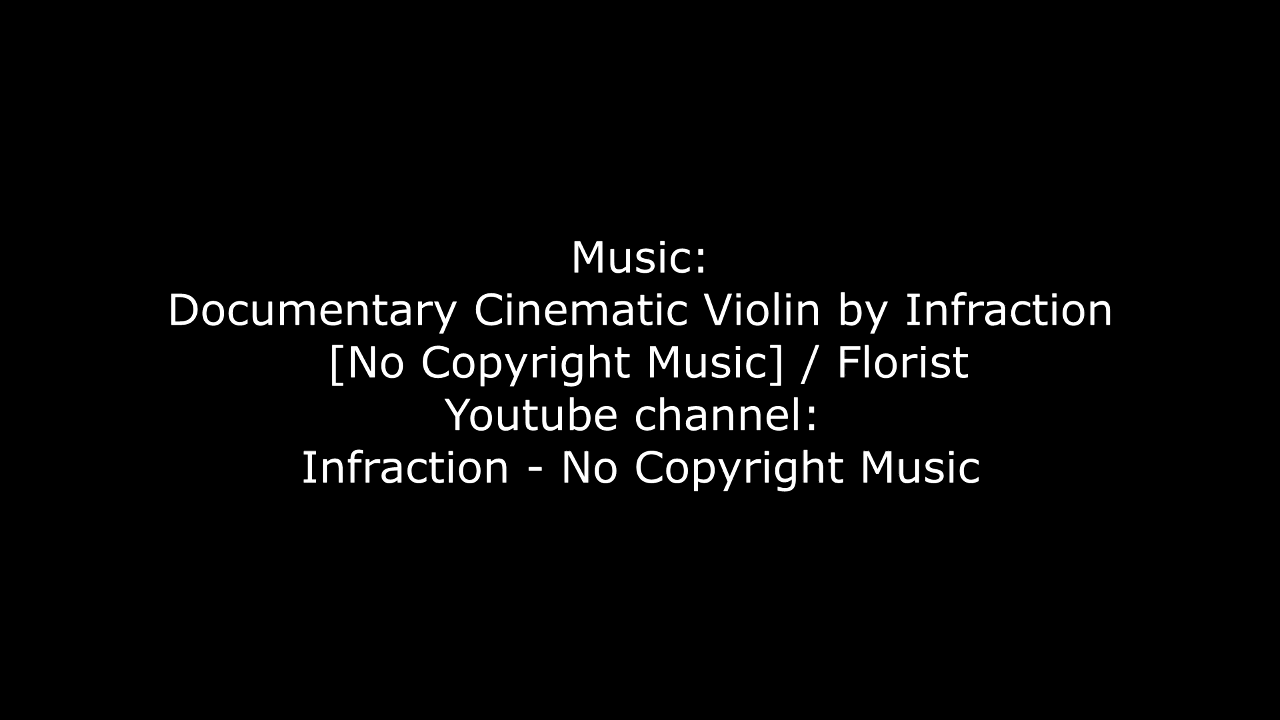 Music:
Documentary Cinematic Violin by Infraction
[No Copyright Music] / Florist
Youtube channel:
Infraction - No Copyright Music